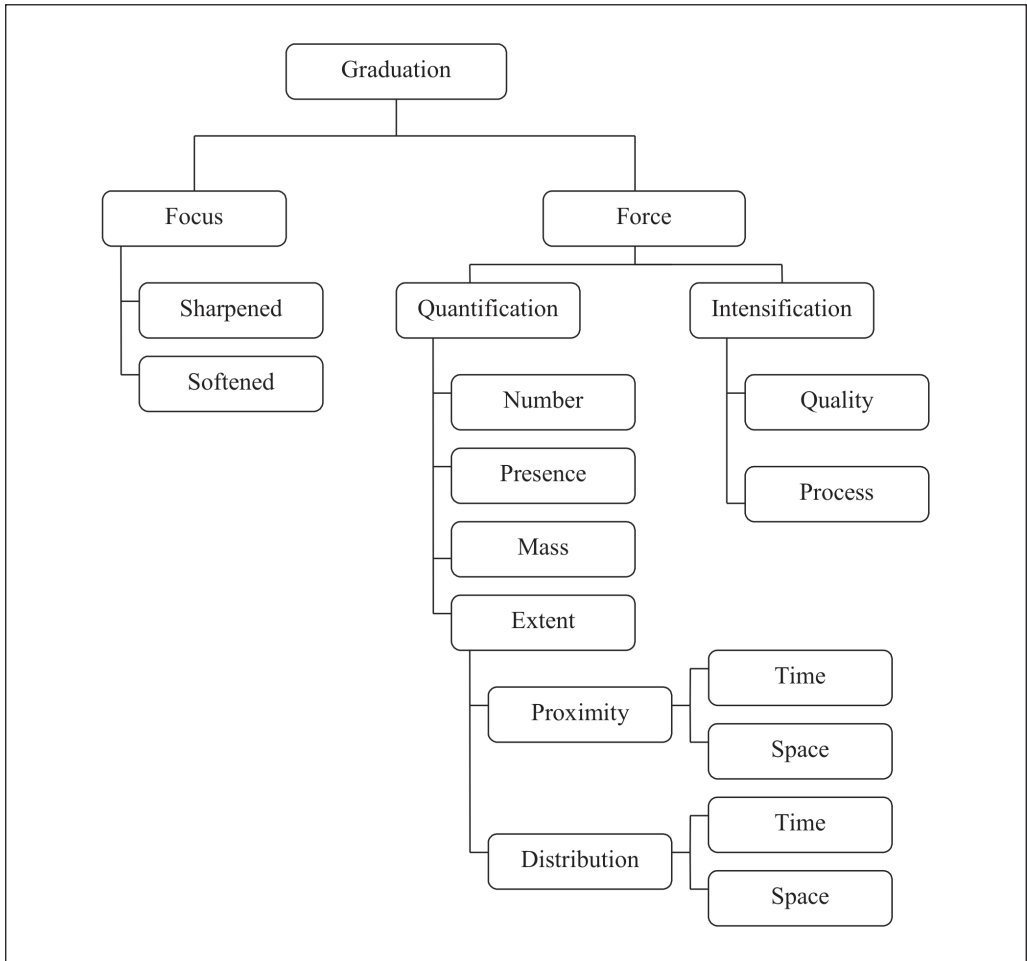 Graduation
Focus
Force
Sharpened
Quantification
Intensification
Softened
Number
Quality
Presence
Process
Mass
Extent
Time
Proximity
Space
Time
Distribution
Space